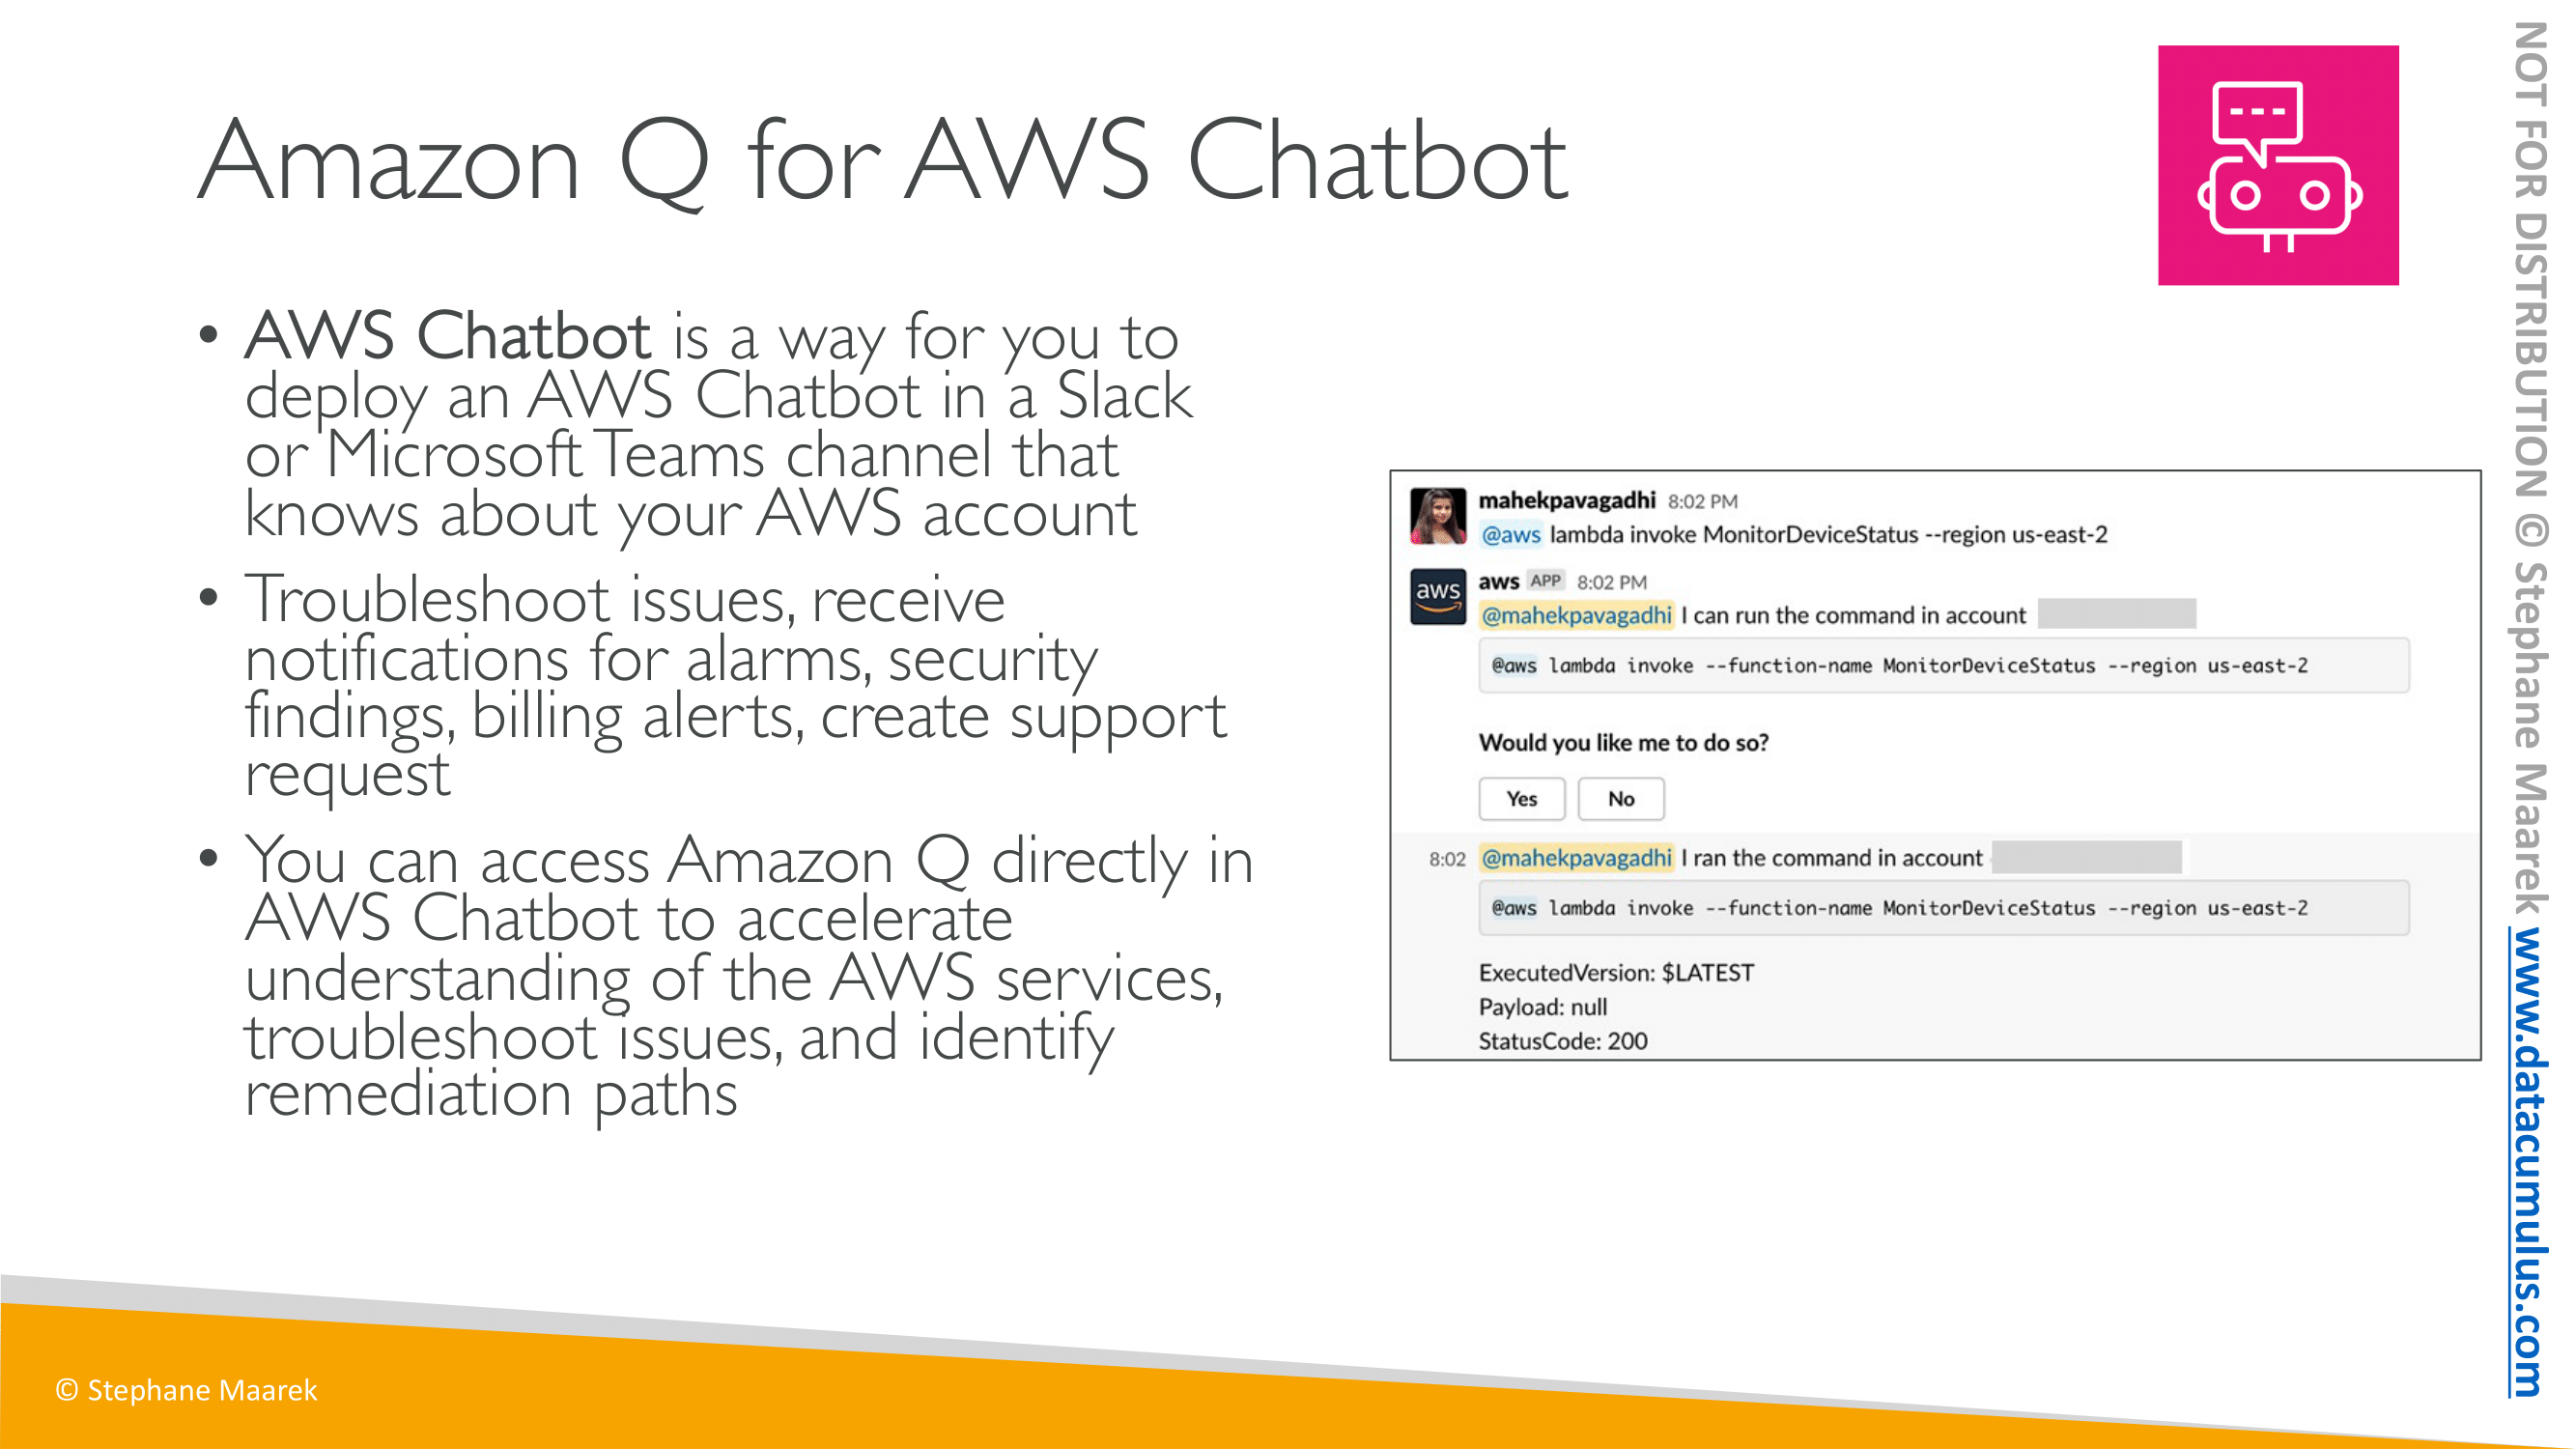 Amazon Q for AWS Chatbot
• AWS Chatbot is a way for you to
deploy an AWS Chatbot in a Slack
or Microsoft Teams channel that
knows about your AWS account
• Troubleshoot issues, receive
notifications for alarms, security
findings, billing alerts, create support
request
• You can access Amazon Q directly in
AWS Chatbot to accelerate
understanding of the AWS services,
troubleshoot issues, and identify
remediation paths
mahekpavagadhi 8:02 PM
@aws lambda invoke MonitorDeviceStatus --region us-east-2
aws
aws APP 8:02 PM
@mahekpavagadhi I can run the command in account
@aws lambda invoke --function-name MonitorDeviceStatus --region us-east-2
Would you like me to do so?
Yes No
8:02 @mahekpavagadhi I ran the command in account
@aws lambda invoke --function-name MonitorDeviceStatus --region us-east-2
ExecutedVersion: $LATEST
Payload: null
StatusCode: 200
© Stephane Maarek
NOT FOR DISTRIBUTION © Stephane Maarek www.datacumulus.com